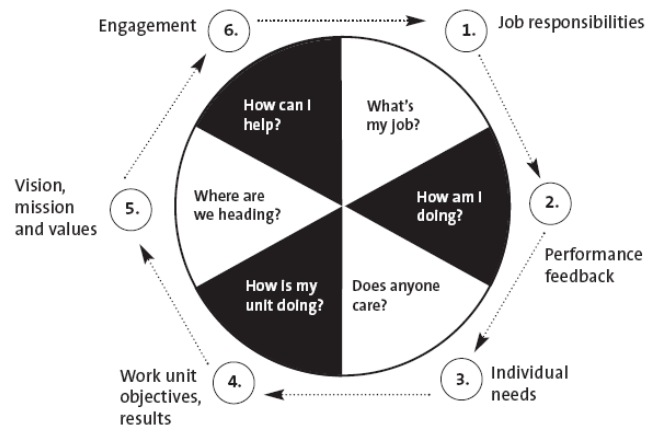 Engagement
6.
1.
Job responsibilities
How can I
help?
What's
my job?
Vision,
mission
and values
5.
Where are
we heading?
How am I
doing?
2.
Performance
feedback
How is my
unit doing?
Does anyone
care?
Work unit
objectives,
results
4.
3.
Individual
needs